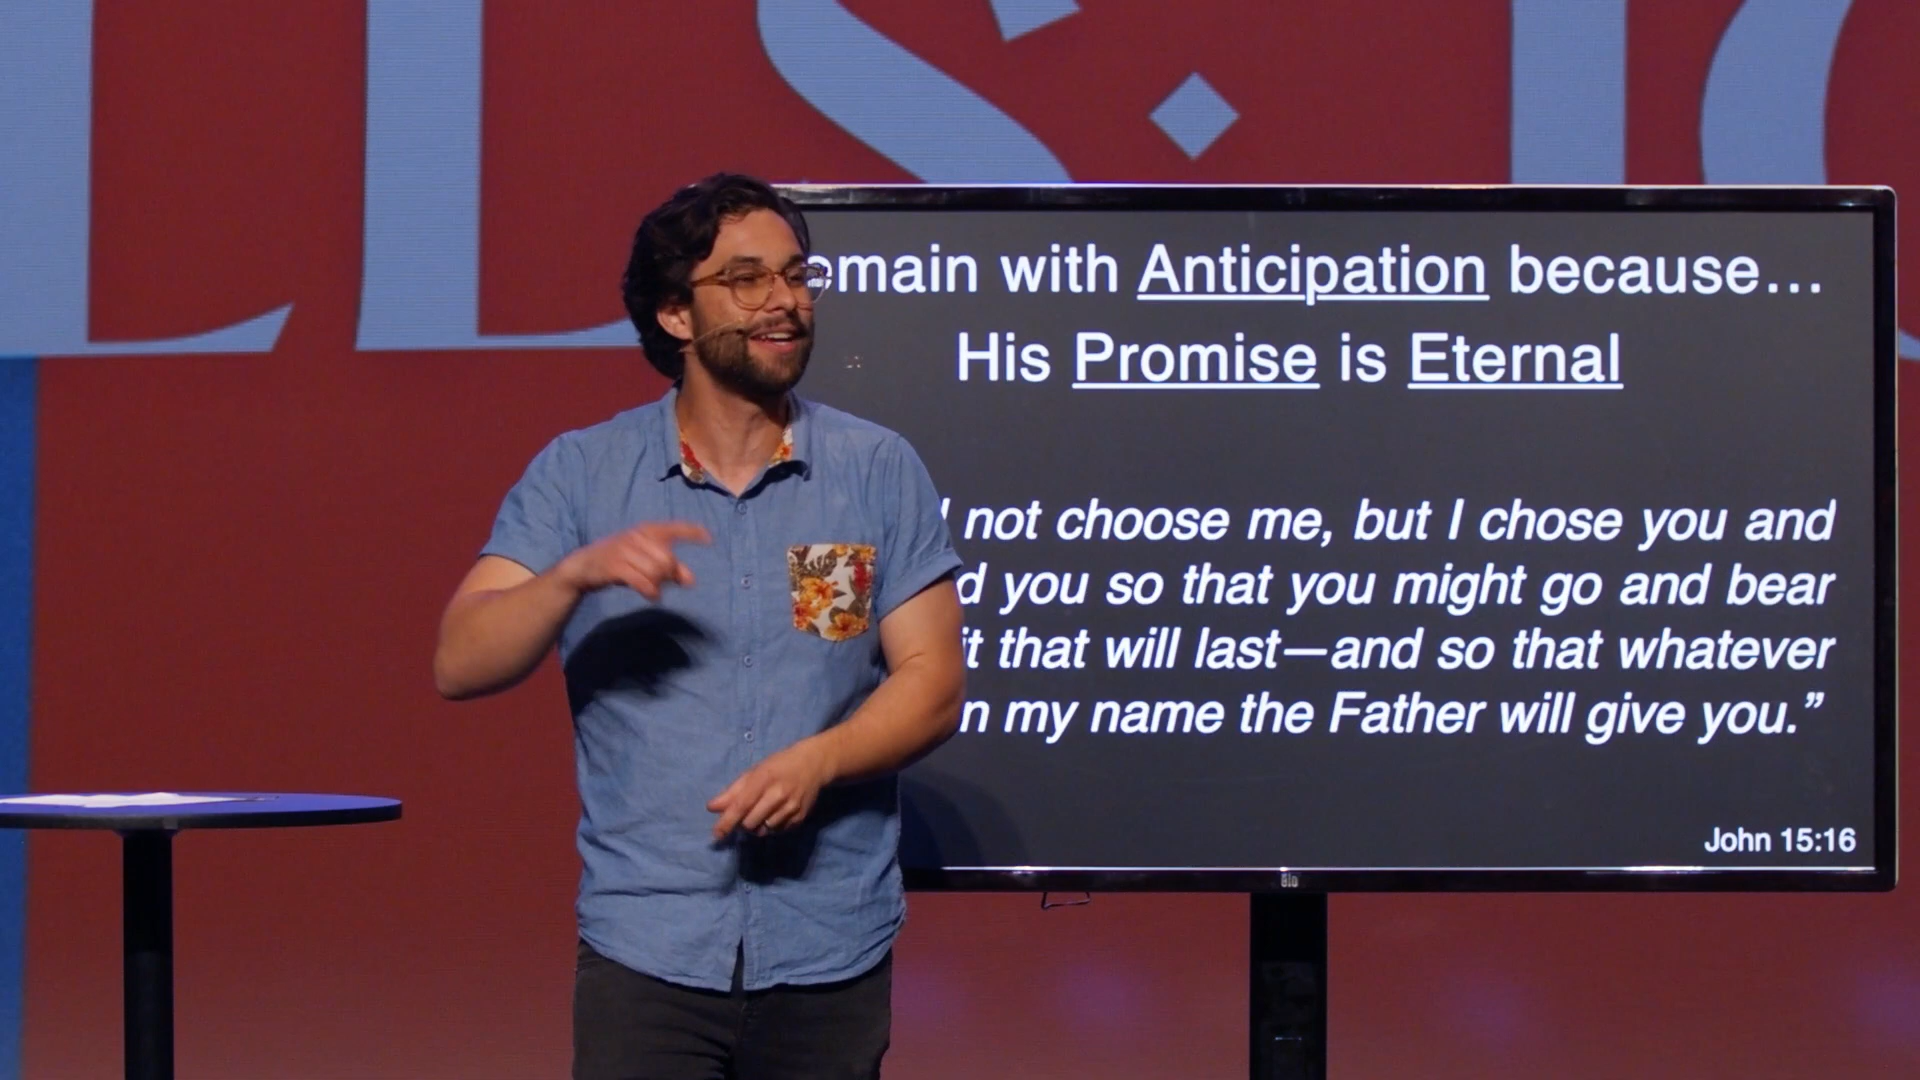 LLS: I
emain with Anticipation because...
His Promise is Eternal
not choose me, but I chose you and
you so that you might go and bear
that will last—and so that whatever
my name the Father will give you.”
John 15:16
elo